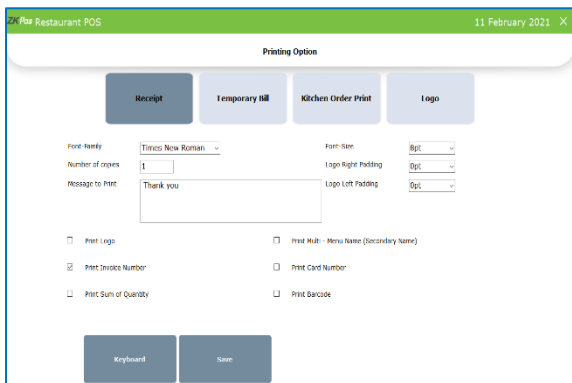 ZKPos Restaurant POS 11 February 2021 X
Printing Option
Receipt Temporary Bill Kitchen Order Print Logo
Font-Family Times New Roman Font-Size 8pt
Number of copies 1 Logo Right Padding 0pt
Message to Print Thank you Logo Left Padding 0pt
Print Logo Print Multi - Menu Name (Secondary Name)
Print Invoice Number Print Card Number
Print Sum of Quantity Print Barcode
Keyboard Save